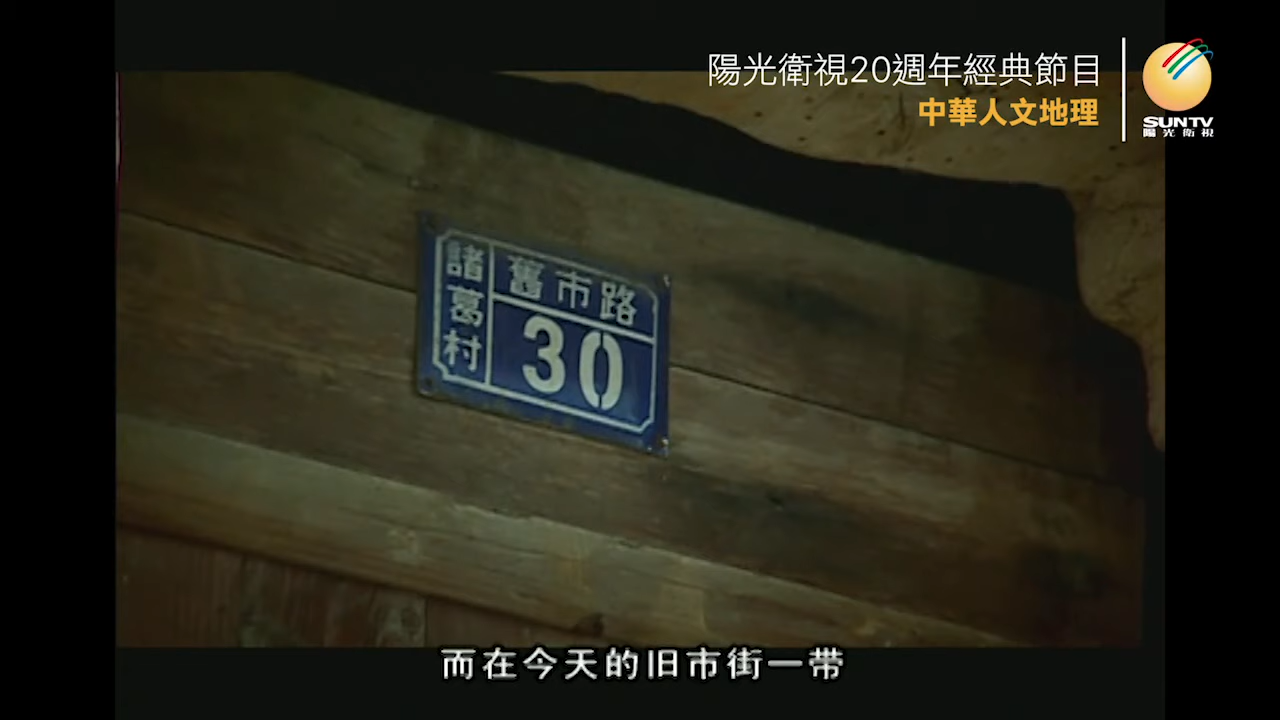 陽光衛視20週年經典節目
中華人文地理
SUNTV
陽光衛視
諸葛村
舊市路
30
而在今天的旧市街一带